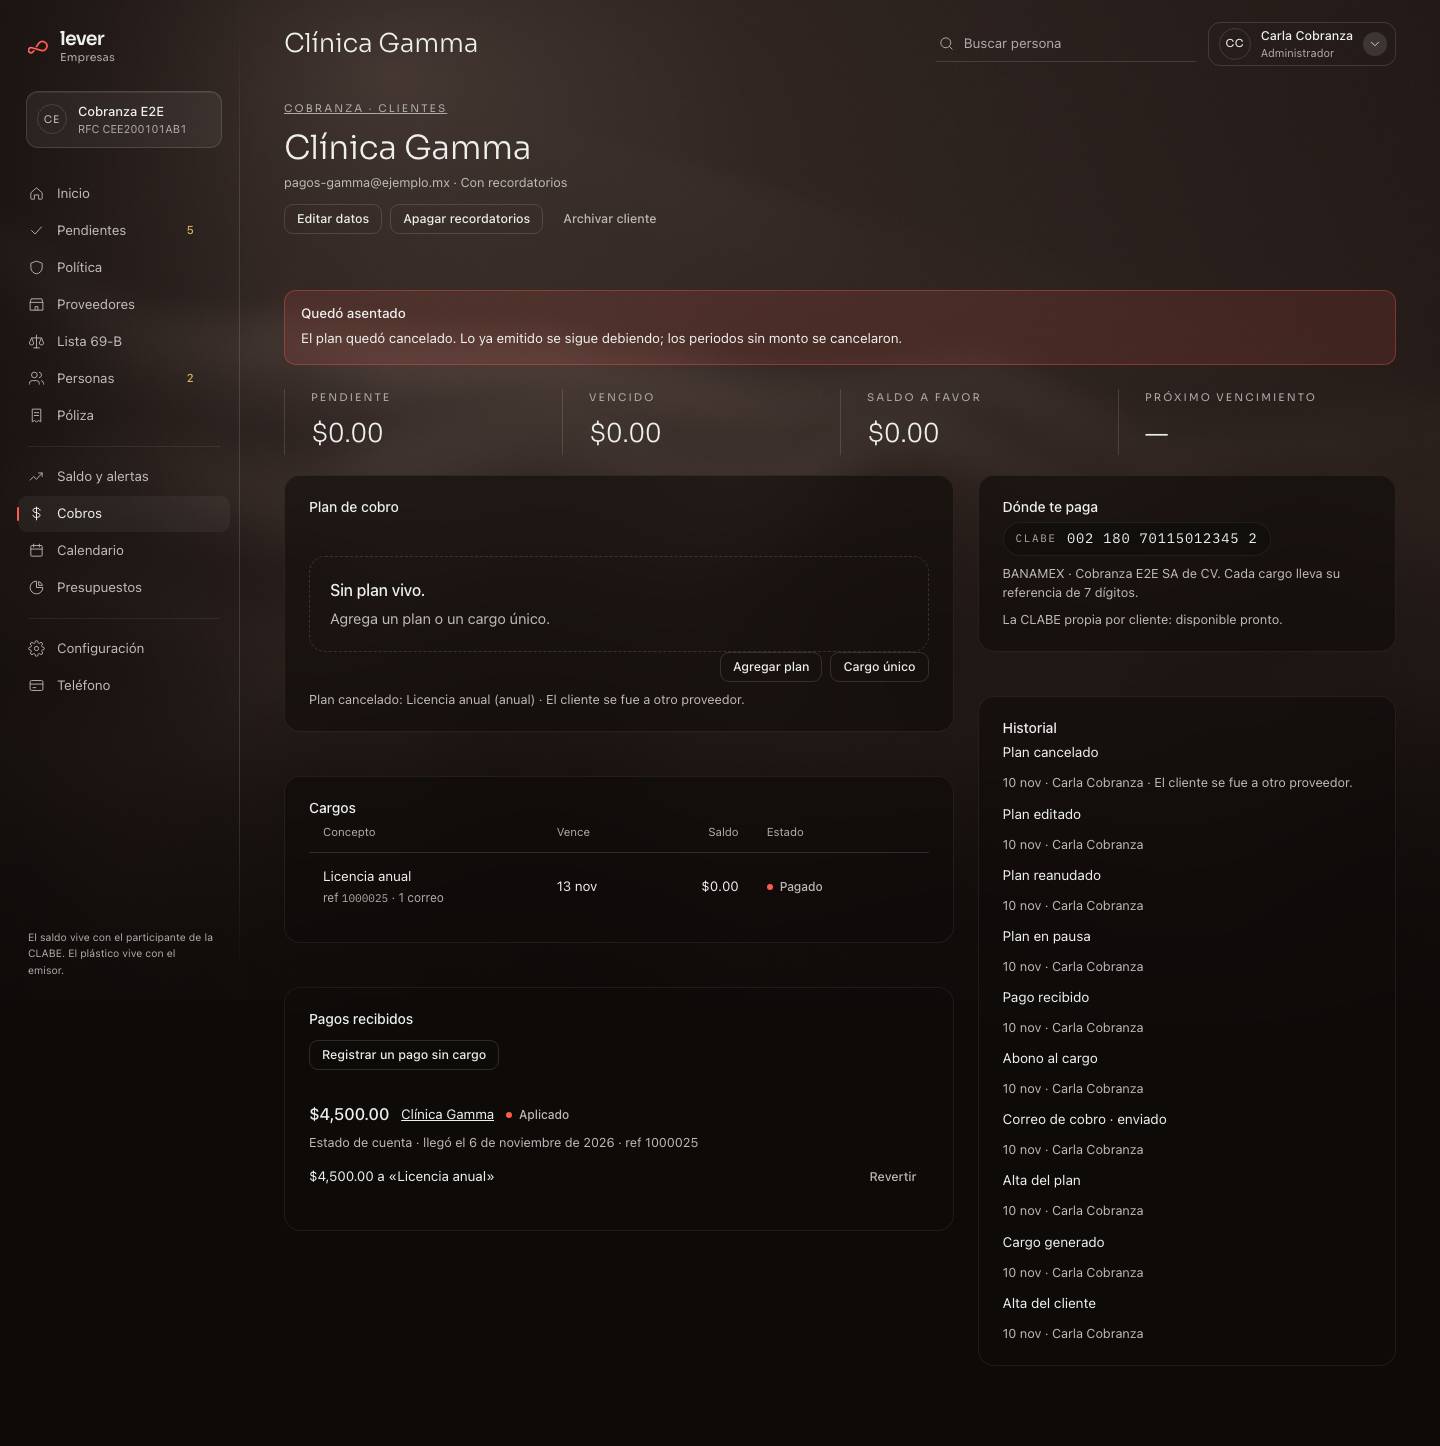 lever
Empresas
CE
Cobranza E2E
RFC CEE200101AB1
Inicio
Pendientes 5
Política
Proveedores
Lista 69-B
Personas 2
Póliza
Saldo y alertas
Cobros
Calendario
Presupuestos
Configuración
Teléfono
El saldo vive con el participante de la
CLABE. El plástico vive con el
emisor.
Clínica Gamma
Buscar persona
CC
Carla Cobranza
Administrador
COBRANZA · CLIENTES
Clínica Gamma
pagos-gamma@ejemplo.mx · Con recordatorios
Editar datos
Apagar recordatorios
Archivar cliente
Quedó asentado
El plan quedó cancelado. Lo ya emitido se sigue debiendo; los periodos sin monto se cancelaron.
PENDIENTE
$0.00
VENCIDO
$0.00
SALDO A FAVOR
$0.00
PRÓXIMO VENCIMIENTO
—
Plan de cobro
Sin plan vivo.
Agrega un plan o un cargo único.
Agregar plan
Cargo único
Plan cancelado: Licencia anual (anual) · El cliente se fue a otro proveedor.
Cargos
Concepto Vence Saldo Estado
Licencia anual 13 nov $0.00 Pagado
ref 1000025 · 1 correo
Pagos recibidos
Registrar un pago sin cargo
$4,500.00 Clínica Gamma Aplicado
Estado de cuenta · llegó el 6 de noviembre de 2026 · ref 1000025
$4,500.00 a «Licencia anual» Revertir
Dónde te paga
CLABE 002 180 70115012345 2
BANAMEX · Cobranza E2E SA de CV. Cada cargo lleva su
referencia de 7 dígitos.
La CLABE propia por cliente: disponible pronto.
Historial
Plan cancelado
10 nov · Carla Cobranza · El cliente se fue a otro proveedor.
Plan editado
10 nov · Carla Cobranza
Plan reanudado
10 nov · Carla Cobranza
Plan en pausa
10 nov · Carla Cobranza
Pago recibido
10 nov · Carla Cobranza
Abono al cargo
10 nov · Carla Cobranza
Correo de cobro · enviado
10 nov · Carla Cobranza
Alta del plan
10 nov · Carla Cobranza
Cargo generado
10 nov · Carla Cobranza
Alta del cliente
10 nov · Carla Cobranza